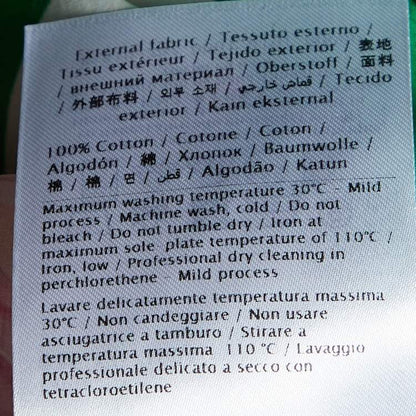 External fabric / Tessuto esterno /
Tissu extérieur / Tejido exterior / 表地
/ внешний материал / Oberstoff / 面料
/ 外部布料 / 외부 소재 / قماش خارجي / Tecido
exterior / Kain eksternal
100% Cotton / Cotone / Coton /
Algodón / 綿 / Хлопок / Baumwolle /
棉 / 棉 / 면 / قطن / Algodão / Katun
Maximum washing temperature 30°C - Mild
process / Machine wash, cold / Do not
bleach / Do not tumble dry / Iron at
maximum sole plate temperature of 110°C /
Iron, low / Professional dry cleaning in
perchlorethene - Mild process
Lavare delicatamente temperatura massima
30°C / Non candeggiare / Non usare
asciugatrice a tamburo / Stirare a
temperatura massima 110 °C / Lavaggio
professionale delicato a secco con
tetracloroetilene